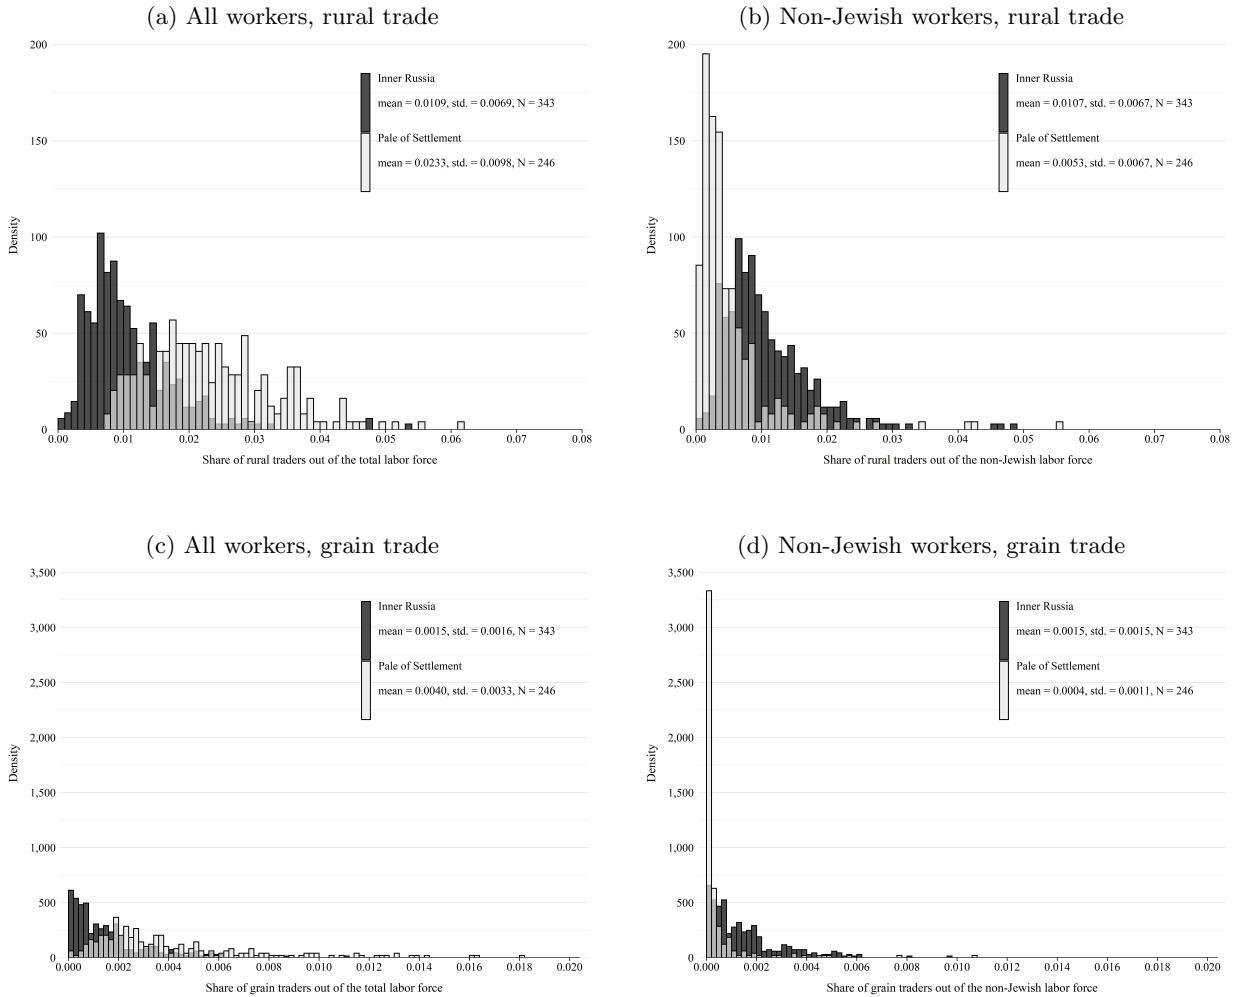 (a) All workers, rural trade
200
150
100
50
0
Density
Inner Russia
mean = 0.0109, std. = 0.0069, N = 343
Pale of Settlement
mean = 0.0233, std. = 0.0098, N = 246
0.00 0.01 0.02 0.03 0.04 0.05 0.06 0.07 0.08
Share of rural traders out of the total labor force
(b) Non-Jewish workers, rural trade
200
150
100
50
0
Density
Inner Russia
mean = 0.0107, std. = 0.0067, N = 343
Pale of Settlement
mean = 0.0053, std. = 0.0067, N = 246
0.00 0.01 0.02 0.03 0.04 0.05 0.06 0.07 0.08
Share of rural traders out of the non-Jewish labor force
(c) All workers, grain trade
3,500
3,000
2,500
2,000
1,500
1,000
500
0
Density
Inner Russia
mean = 0.0015, std. = 0.0016, N = 343
Pale of Settlement
mean = 0.0040, std. = 0.0033, N = 246
0.000 0.002 0.004 0.006 0.008 0.010 0.012 0.014 0.016 0.018 0.020
Share of grain traders out of the total labor force
(d) Non-Jewish workers, grain trade
3,500
3,000
2,500
2,000
1,500
1,000
500
0
Density
Inner Russia
mean = 0.0015, std. = 0.0015, N = 343
Pale of Settlement
mean = 0.0004, std. = 0.0011, N = 246
0.000 0.002 0.004 0.006 0.008 0.010 0.012 0.014 0.016 0.018 0.020
Share of grain traders out of the non-Jewish labor force